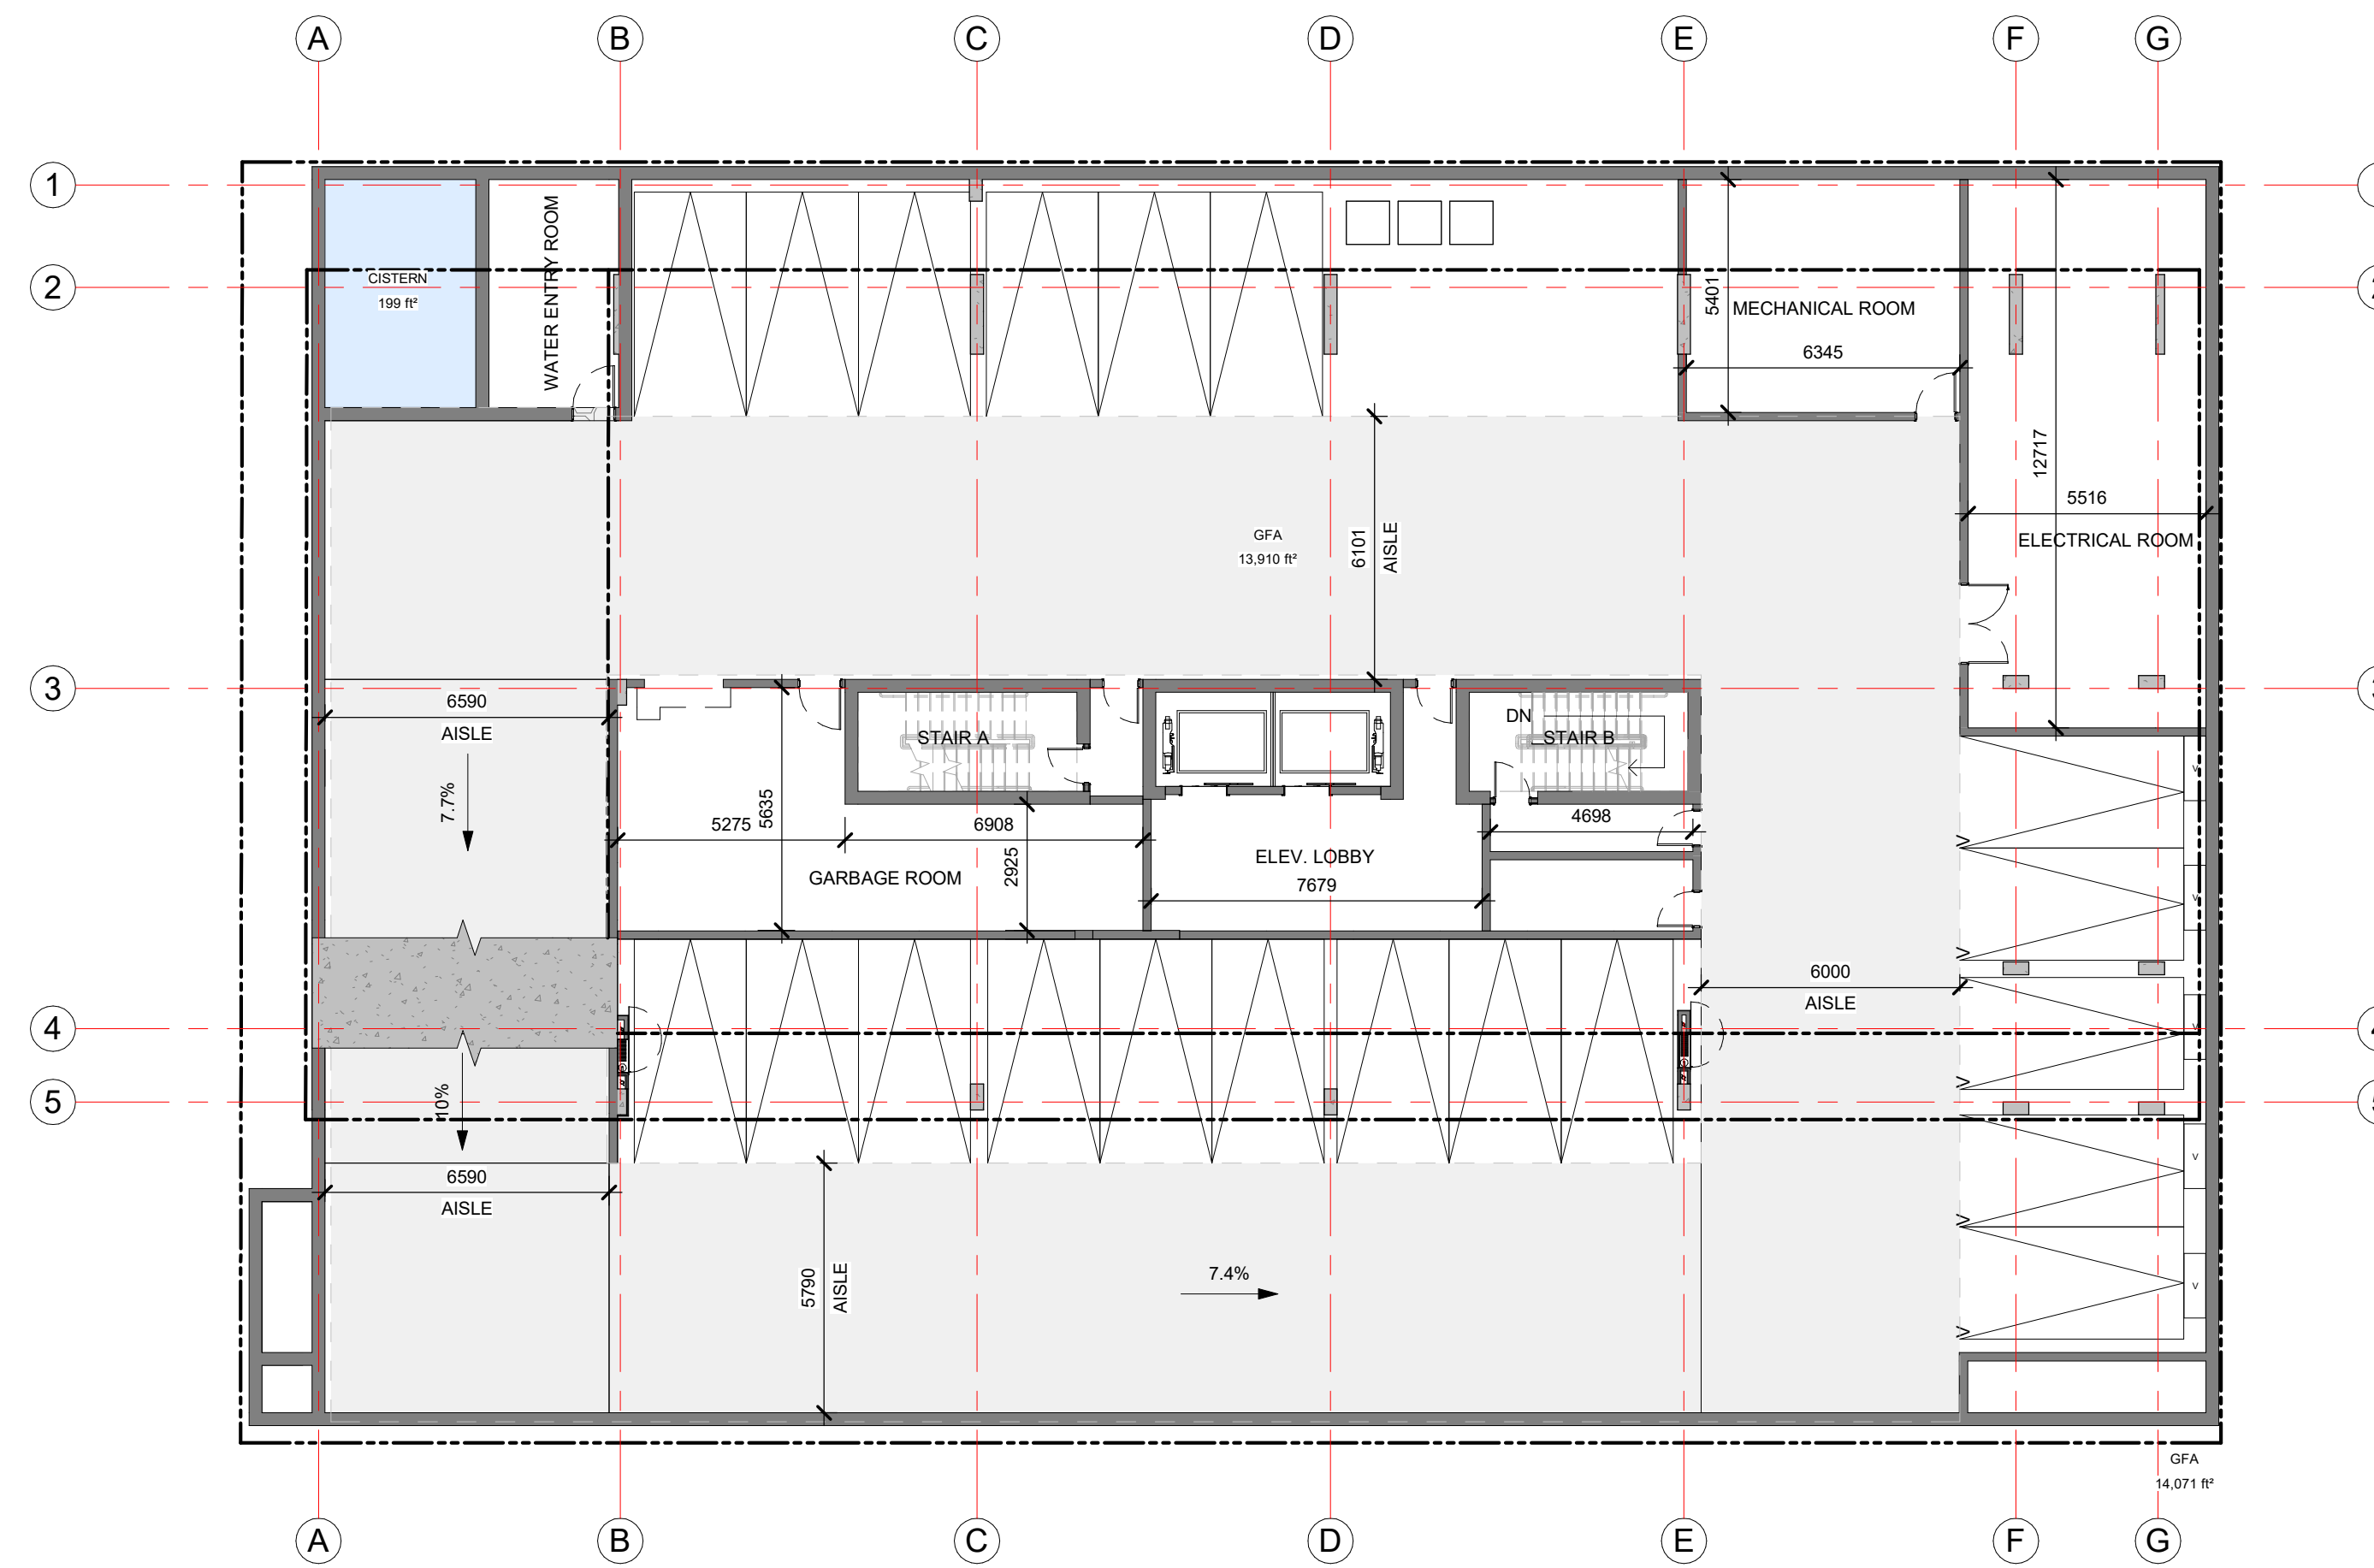 A B C D E F G
1
WATER ENTRY ROOM
2
CISTERN
199 ft²
5401
MECHANICAL ROOM
6345
12717
5516
GFA
13,910 ft²
6101
AISLE
ELECTRICAL ROOM
3
6590
AISLE
DN
STAIR A
STAIR B
7.7%
5635
5275
6908
4698
2925
ELEV. LOBBY
GARBAGE ROOM
7679
V
V
6000
AISLE
4
V
10%
5
V
6590
AISLE
7.4%
5790
AISLE
V
GFA
14,071 ft²
A B C D E F G